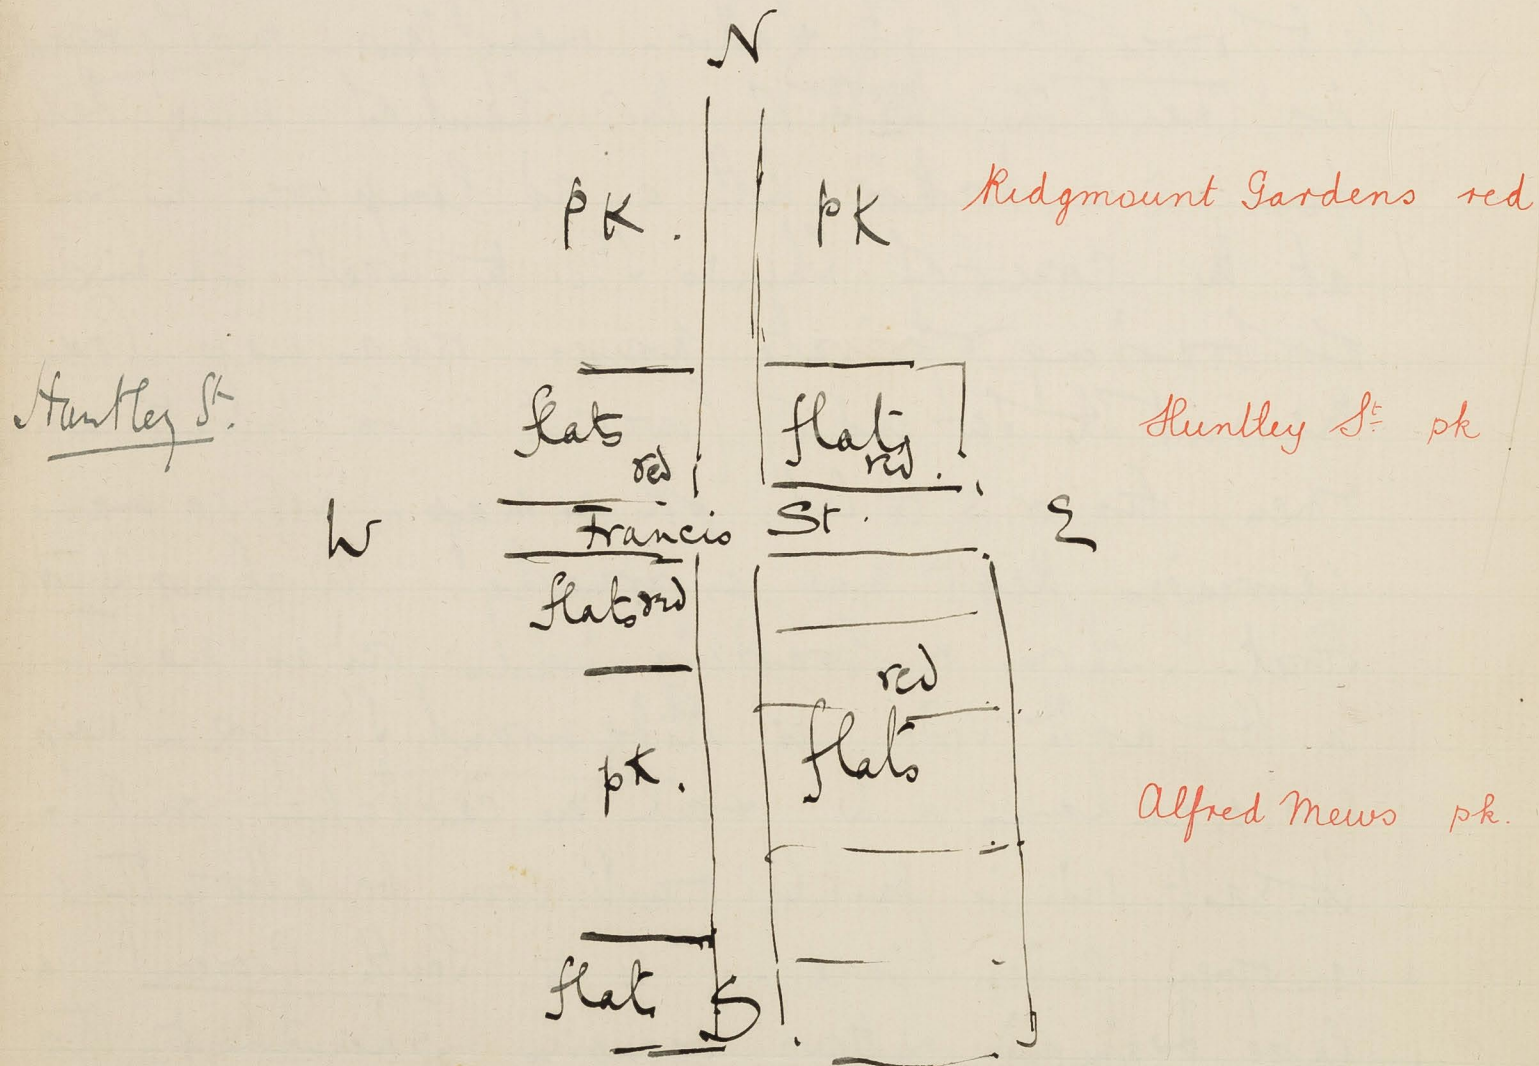 N
pk. pk Ridgmount Gardens red
Huntley St. flats flats Huntley St pk
red red.
W Francis St. E
flats red
red
pk. flats
Alfred Mews pk.
flats S